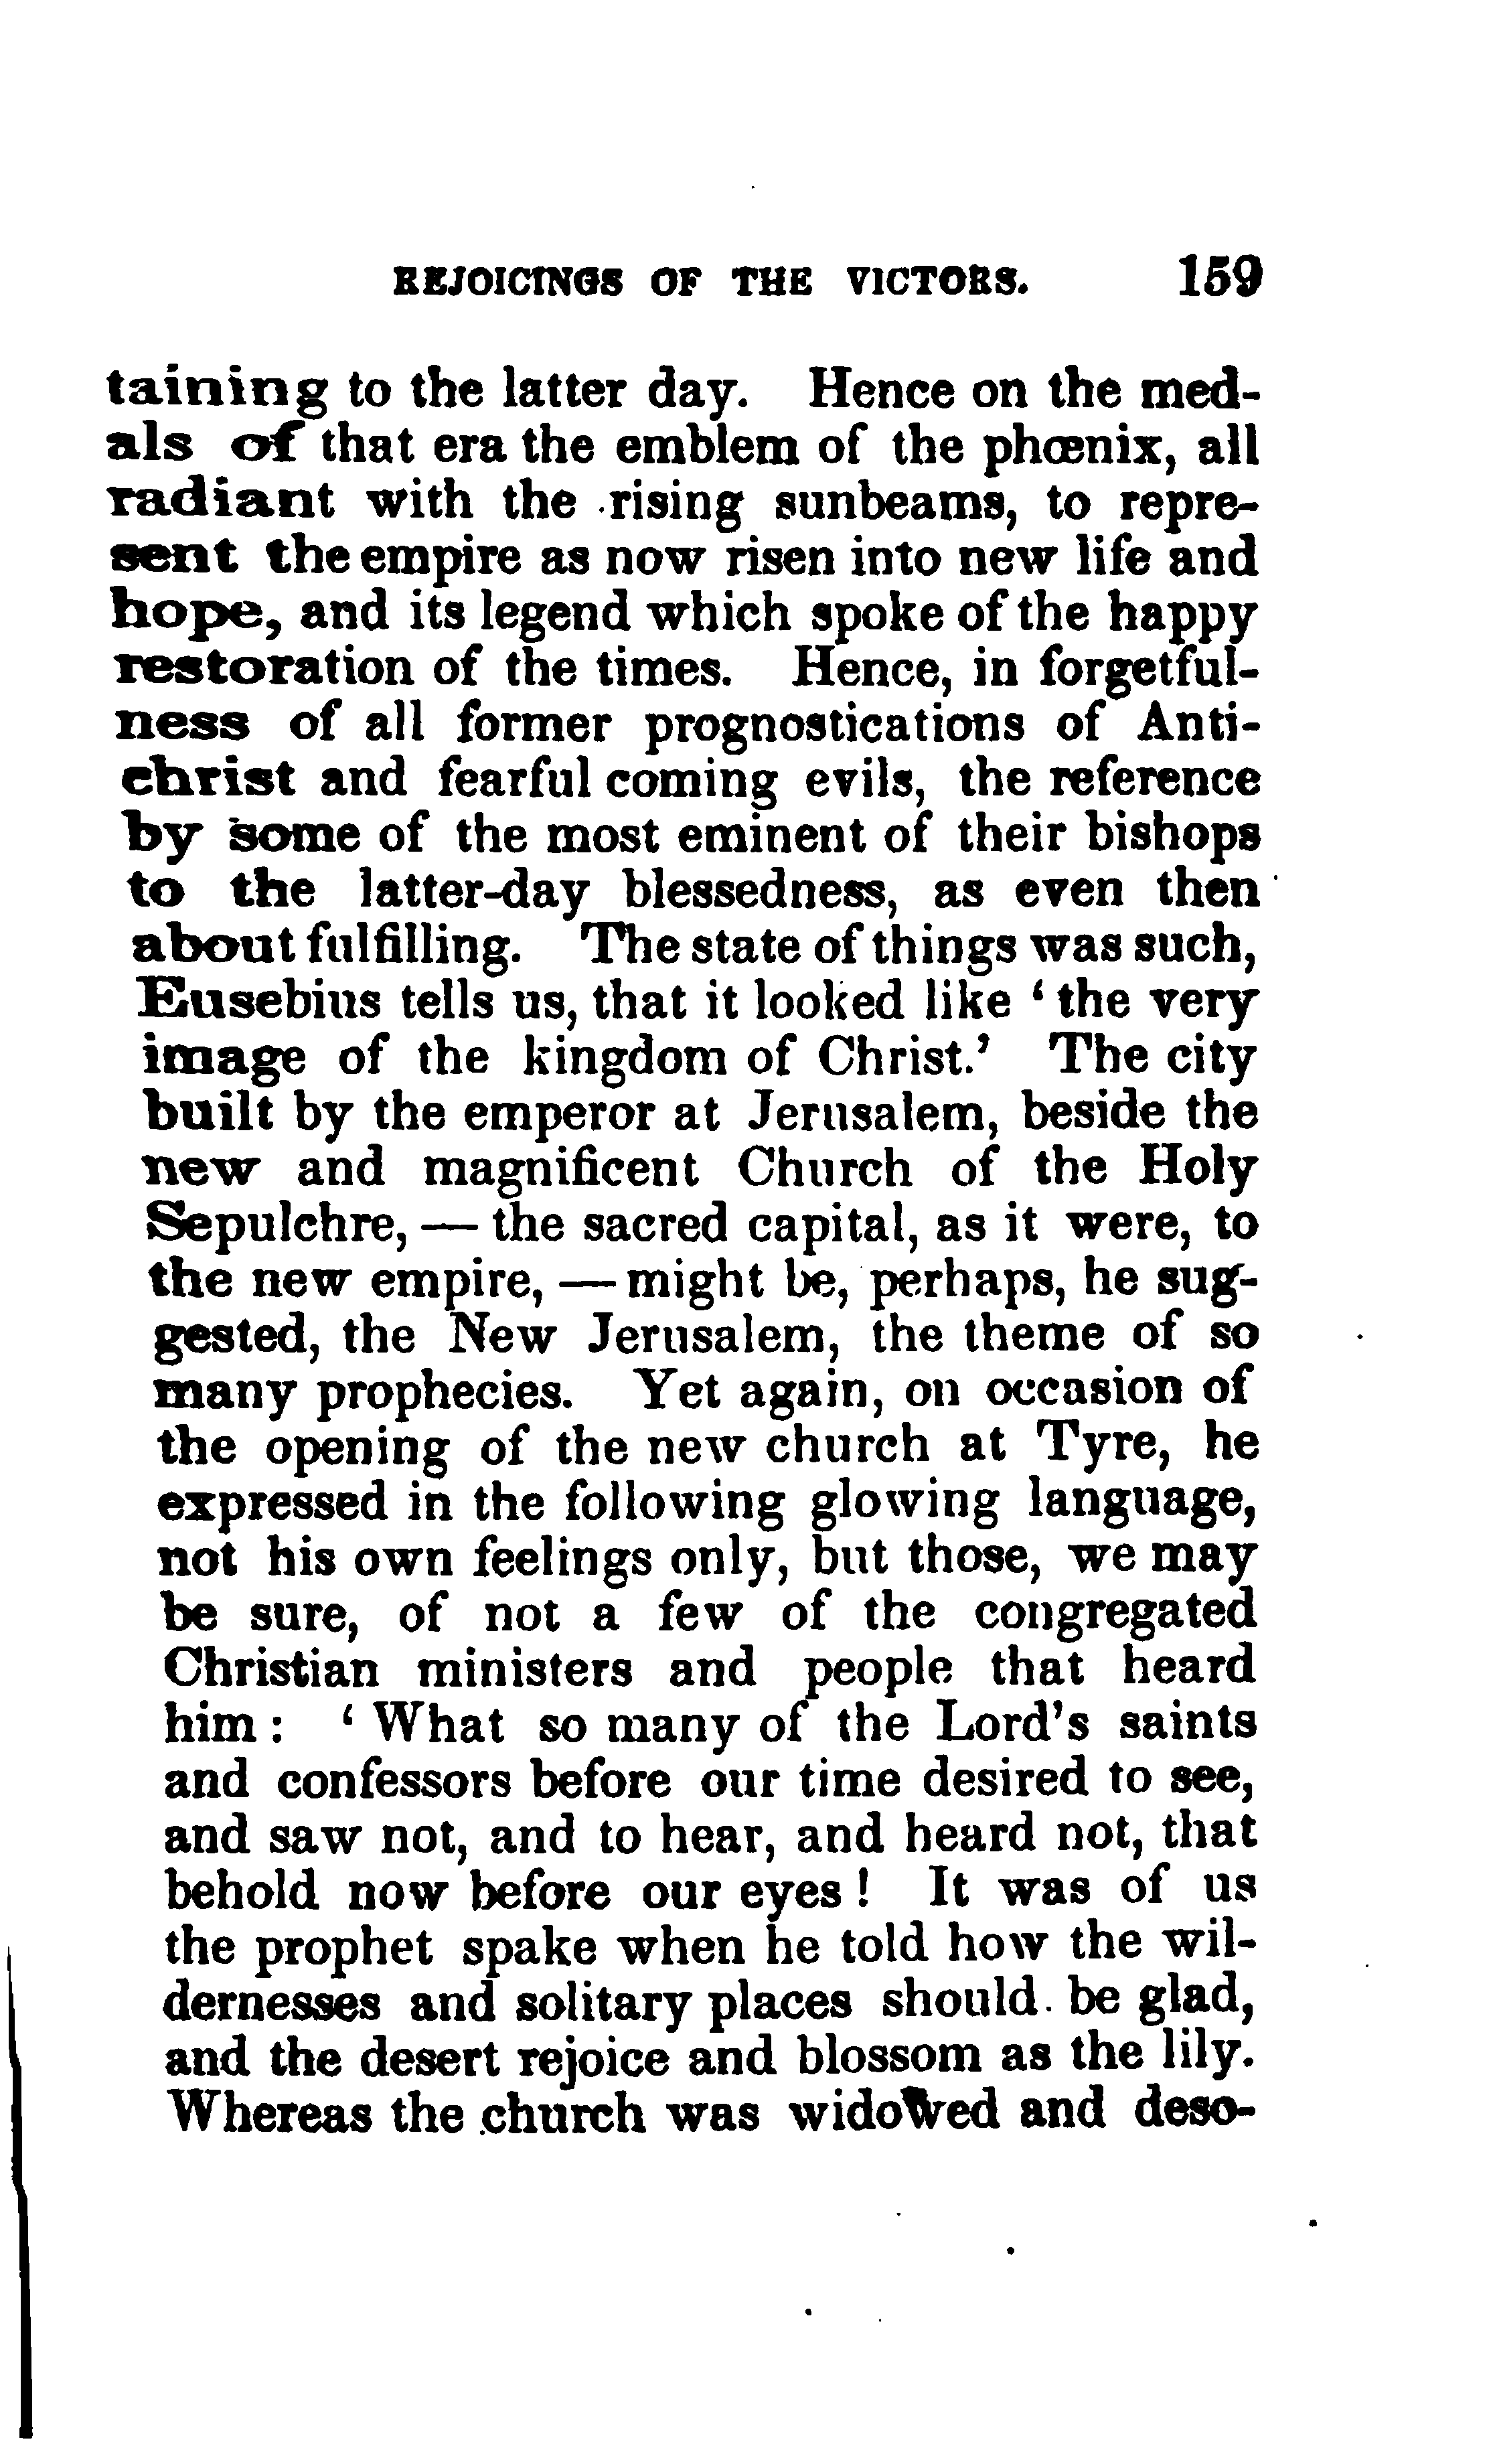 REJOICINGS OF THE VICTORS. 159
taining to the latter day. Hence on the med-
als of that era the emblem of the phœnix, all
radiant with the rising sunbeams, to repre-
sent the empire as now risen into new life and
hope, and its legend which spoke of the happy
restoration of the times. Hence, in forgetful-
ness of all former prognostications of Anti-
christ and fearful coming evils, the reference
by some of the most eminent of their bishops
to the latter-day blessedness, as even then
about fulfilling. The state of things was such,
Eusebius tells us, that it looked like ‘ the very
image of the kingdom of Christ.’ The city
built by the emperor at Jerusalem, beside the
new and magnificent Church of the Holy
Sepulchre, — the sacred capital, as it were, to
the new empire, — might be, perhaps, he sug-
gested, the New Jerusalem, the theme of so
many prophecies. Yet again, on occasion of
the opening of the new church at Tyre, he
expressed in the following glowing language,
not his own feelings only, but those, we may
be sure, of not a few of the congregated
Christian ministers and people that heard
him : ‘ What so many of the Lord’s saints
and confessors before our time desired to see,
and saw not, and to hear, and heard not, that
behold now before our eyes ! It was of us
the prophet spake when he told how the wil-
dernesses and solitary places should be glad,
and the desert rejoice and blossom as the lily.
Whereas the church was widowed and deso-